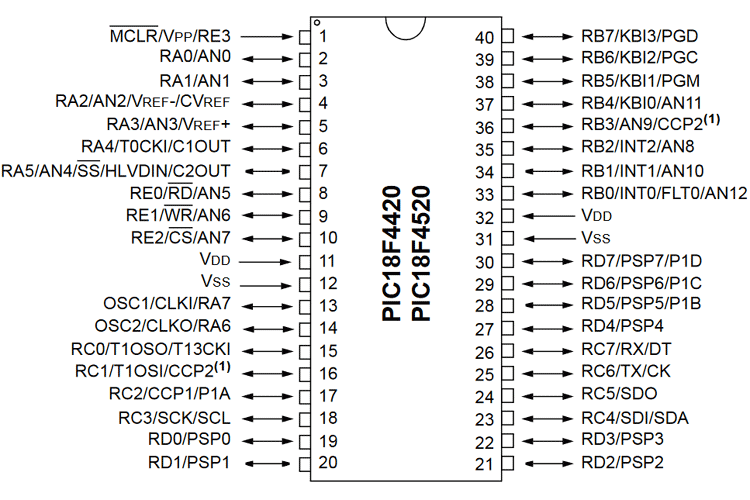 MCLR/VPP/RE3 1 40 RB7/KBI3/PGD
RA0/AN0 2 39 RB6/KBI2/PGC
RA1/AN1 3 38 RB5/KBI1/PGM
RA2/AN2/VREF-/CVREF 4 37 RB4/KBI0/AN11
RA3/AN3/VREF+ 5 36 RB3/AN9/CCP2(1)
RA4/T0CKI/C1OUT 6 35 RB2/INT2/AN8
RA5/AN4/SS/HLVDIN/C2OUT 7 34 RB1/INT1/AN10
RE0/RD/AN5 8 33 RB0/INT0/FLT0/AN12
RE1/WR/AN6 9 32 VDD
RE2/CS/AN7 10 31 VSS
VDD 11 30 RD7/PSP7/P1D
VSS 12 29 RD6/PSP6/P1C
OSC1/CLKI/RA7 13 28 RD5/PSP5/P1B
OSC2/CLKO/RA6 14 27 RD4/PSP4
RC0/T1OSO/T13CKI 15 26 RC7/RX/DT
RC1/T1OSI/CCP2(1) 16 25 RC6/TX/CK
RC2/CCP1/P1A 17 24 RC5/SDO
RC3/SCK/SCL 18 23 RC4/SDI/SDA
RD0/PSP0 19 22 RD3/PSP3
RD1/PSP1 20 21 RD2/PSP2
PIC18F4420
PIC18F4520